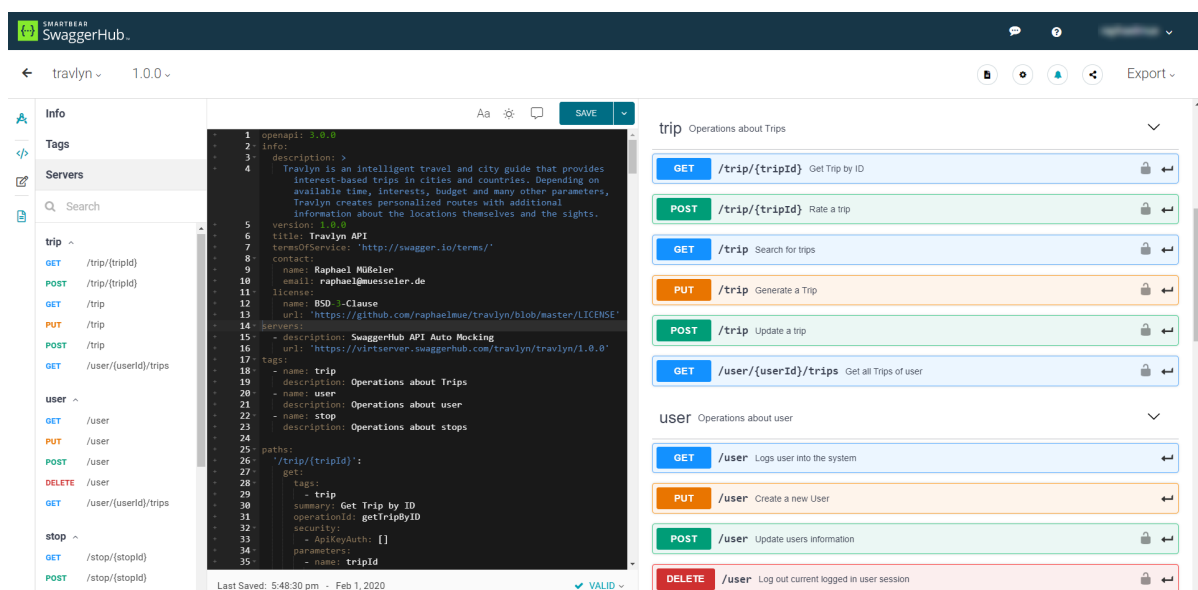 SMARTBEAR
SwaggerHub™
travlyn
1.0.0
Export
Info
Tags
Servers
Search
trip
GET /trip/{tripId}
POST /trip/{tripId}
GET /trip
PUT /trip
POST /trip
GET /user/{userId}/trips
user
GET /user
PUT /user
POST /user
DELETE /user
GET /user/{userId}/trips
stop
GET /stop/{stopId}
POST /stop/{stopId}
Aa
SAVE
1 openapi: 3.0.0
2 info:
3 description: >
4 Travlyn is an intelligent travel and city guide that provides
interest-based trips in cities and countries. Depending on
available time, interests, budget and many other parameters,
Travlyn creates personalized routes with additional
information about the locations themselves and the sights.
5 version: 1.0.0
6 title: Travlyn API
7 termsOfService: 'http://swagger.io/terms/'
8 contact:
9 name: Raphael Müßeler
10 email: raphael@muesseler.de
11 license:
12 name: BSD-3-Clause
13 url: 'https://github.com/raphaelmue/travlyn/blob/master/LICENSE'
14 servers:
15 - description: SwaggerHub API Auto Mocking
16 url: 'https://virtserver.swaggerhub.com/travlyn/travlyn/1.0.0'
17 tags:
18 - name: trip
19 description: Operations about Trips
20 - name: user
21 description: Operations about user
22 - name: stop
23 description: Operations about stops
24
25 paths:
26 '/trip/{tripId}':
27 get:
28 tags:
29 - trip
30 summary: Get Trip by ID
31 operationId: getTripByID
32 security:
33 - ApiKeyAuth: []
34 parameters:
35 - name: tripId
Last Saved: 5:48:30 pm - Feb 1, 2020
VALID
trip Operations about Trips
GET /trip/{tripId} Get Trip by ID
POST /trip/{tripId} Rate a trip
GET /trip Search for trips
PUT /trip Generate a Trip
POST /trip Update a trip
GET /user/{userId}/trips Get all Trips of user
user Operations about user
GET /user Logs user into the system
PUT /user Create a new User
POST /user Update users information
DELETE /user Log out current logged in user session